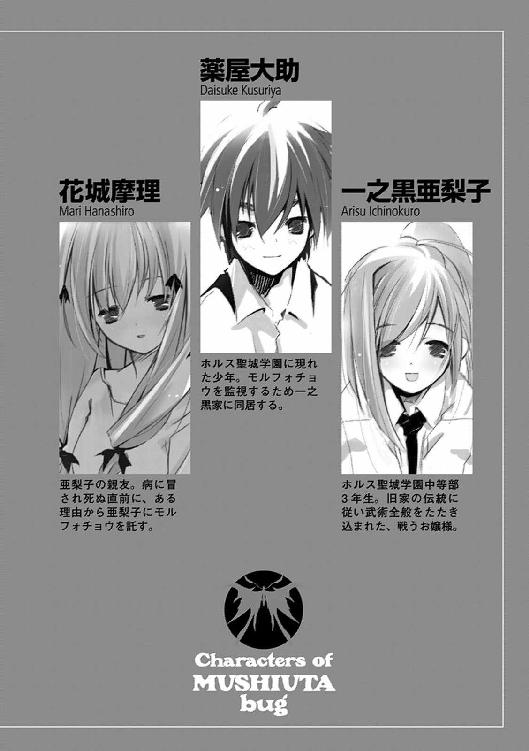 薬屋大助
Daisuke Kusuriya
ホルス聖城学園に現れ
た少年。モルフォチョ
ウを監視するため一之
黒家に同居する。
花城摩理
Mari Hanashiro
亜梨子の親友。病に冒
され死ぬ直前に、ある
理由から亜梨子にモル
フォチョウを託す。
一之黒亜梨子
Arisu Ichinokuro
ホルス聖城学園中等部
3年生。旧家の伝統に
従い武術全般をたたき
込まれた、戦うお嬢様。
Characters of
MUSHIUTA
bug